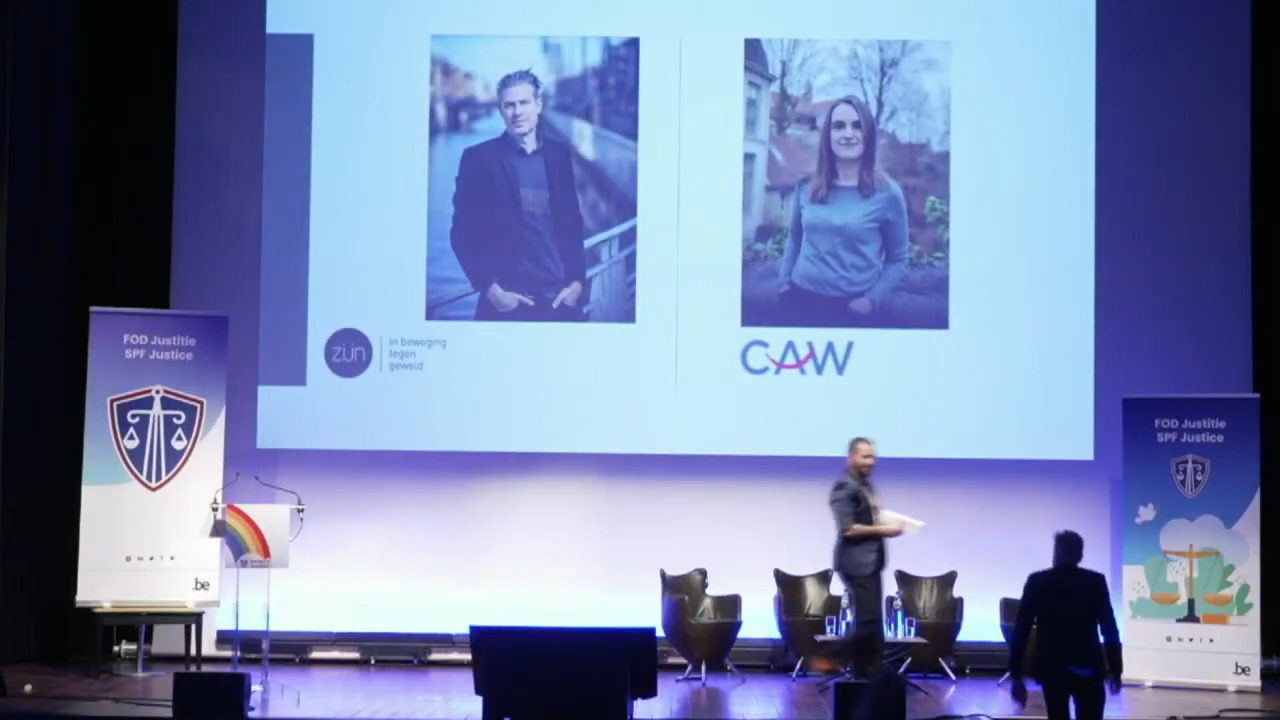 zijn
in beweging
tegen
geweld
CAW
FOD Justitie
SPF Justice
.be
FOD Justitie
SPF Justice
.be